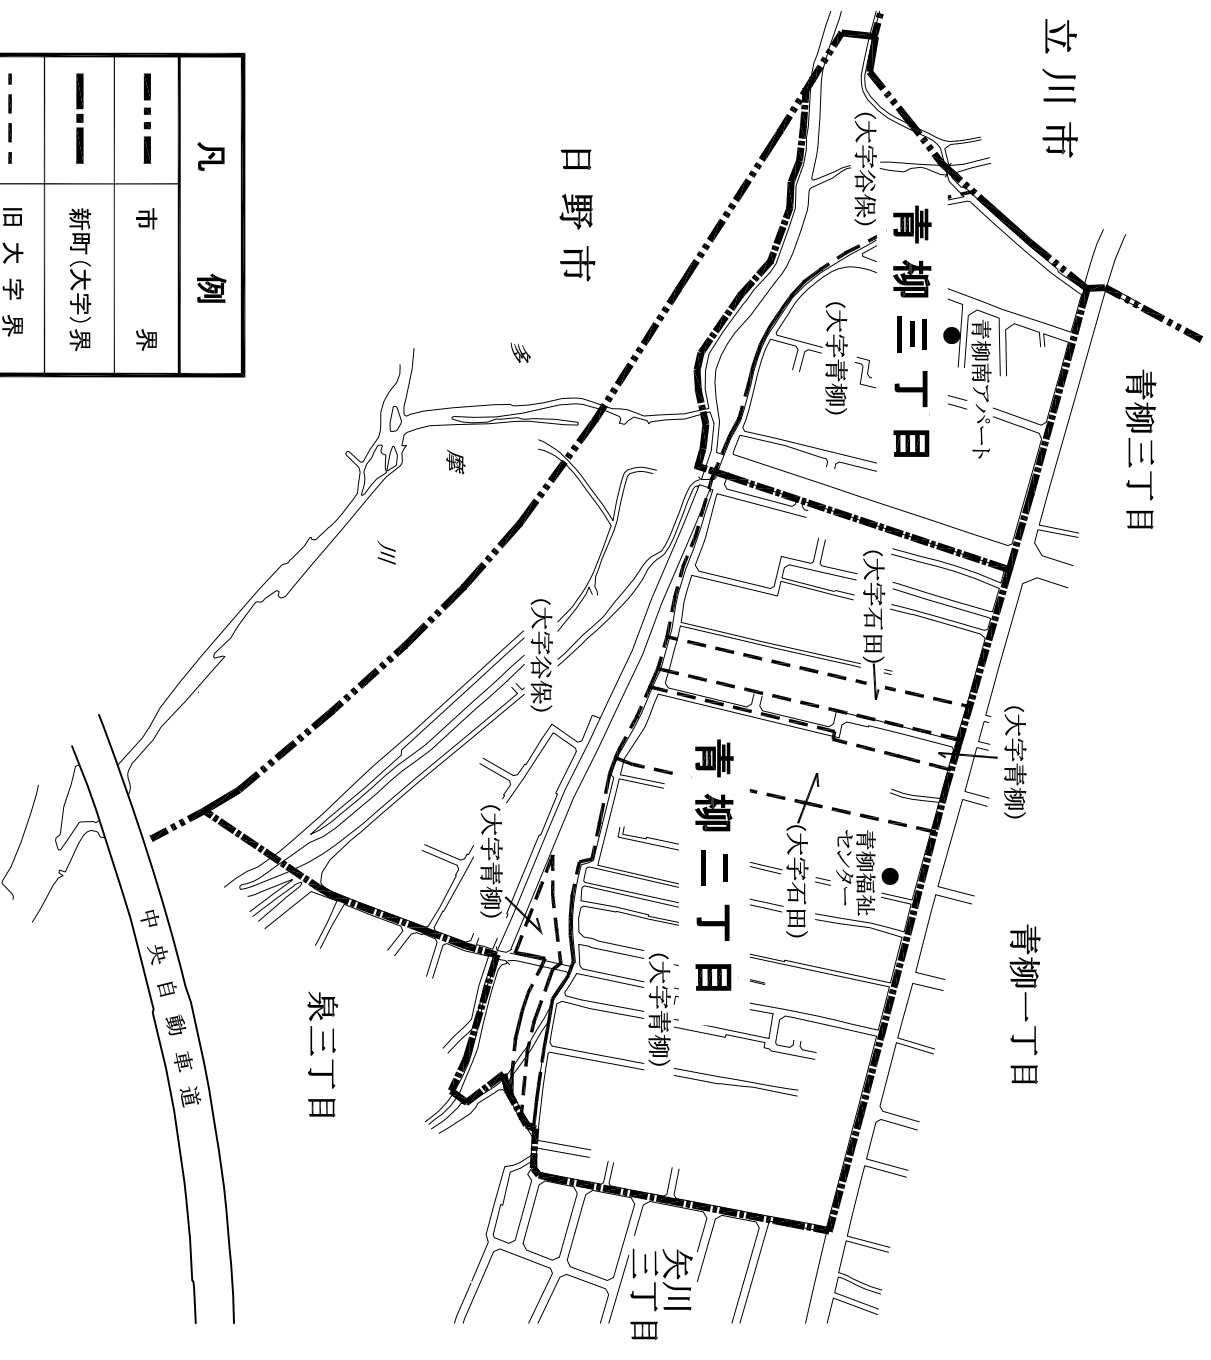 立川市
日野市
多摩川
(大字谷保)
青柳三丁目
(大字青柳)
青柳南アパート
青柳三丁目
(大字石田)
(大字谷保)
(大字青柳)
青柳二丁目
(大字石田)
青柳福祉
センター
(大字青柳)
(大字青柳)
青柳一丁目
泉三丁目
矢川
三丁目
中央自動車道
凡例
市界
新町(大字)界
旧大字界